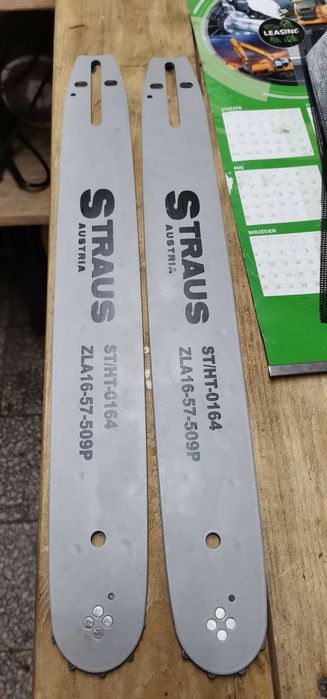 STRAUS
AUSTRIA
ST/HT-0164
ZLA16-57-509P
STRAUS
AUSTRIA
ST/HT-0164
ZLA16-57-509P
LEASING
STYCZEŃ
MAJ
WRZESIEŃ